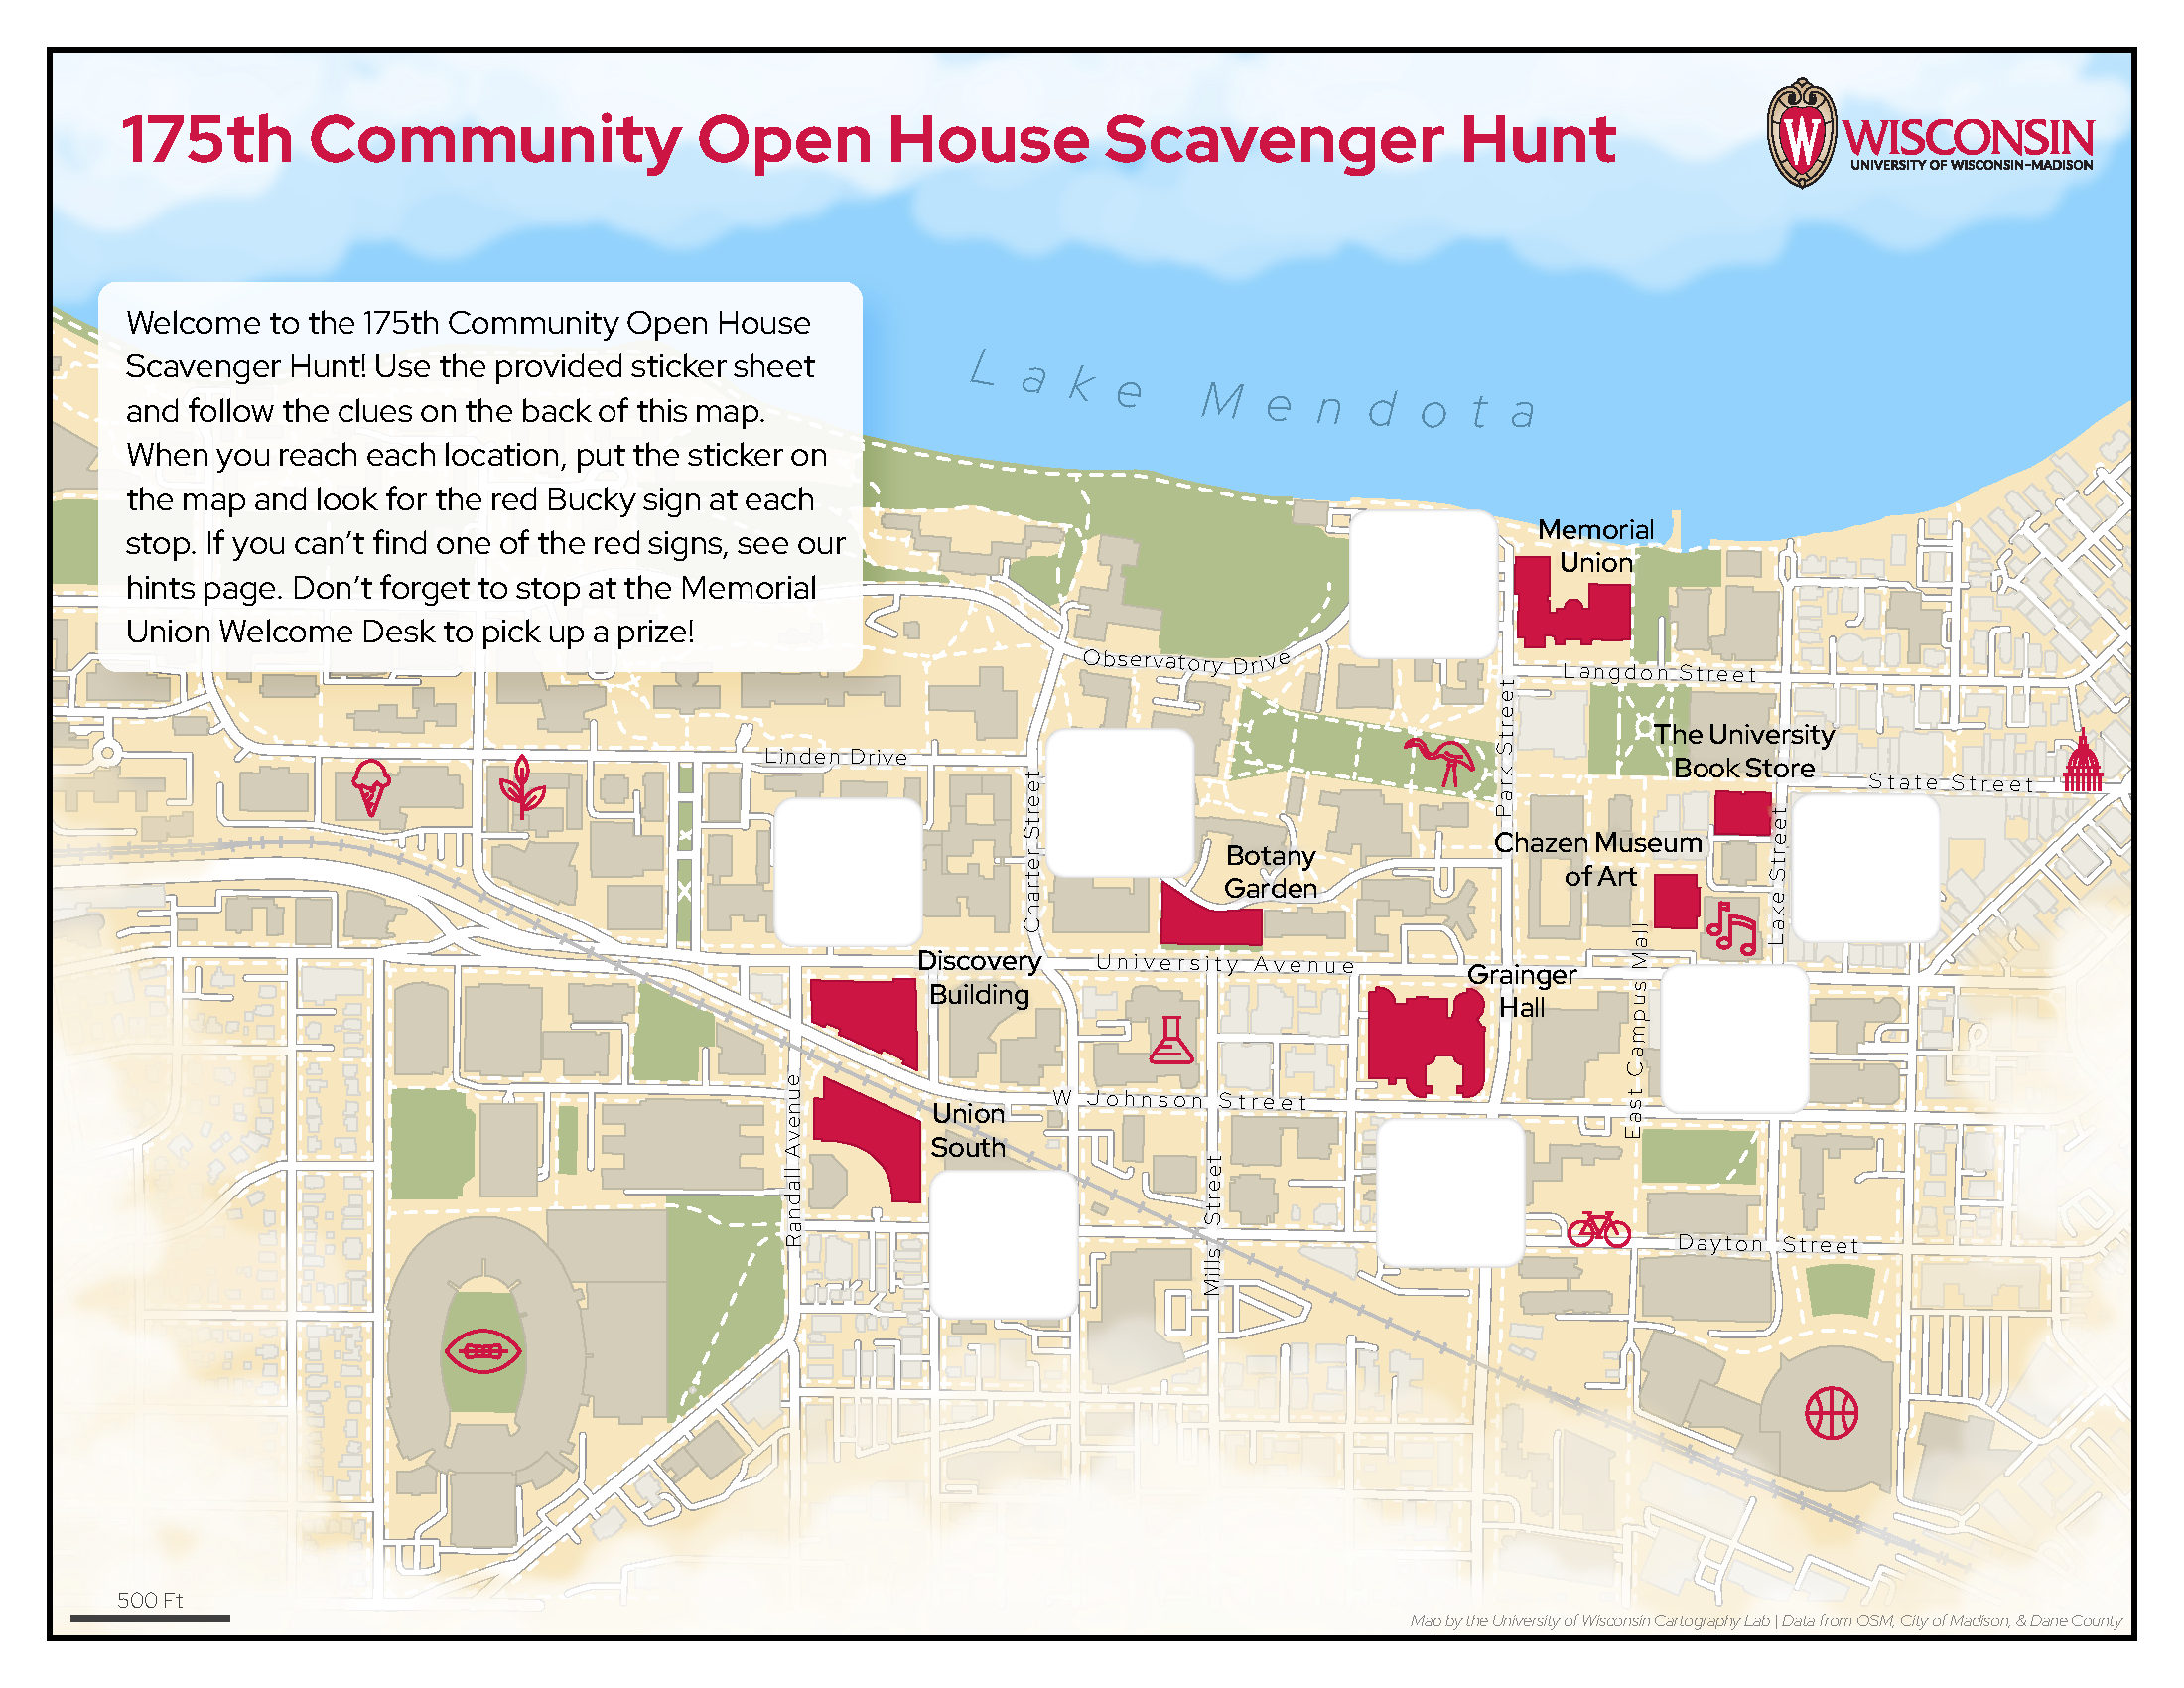 175th Community Open House Scavenger Hunt
W
WISCONSIN
UNIVERSITY OF WISCONSIN–MADISON
Welcome to the 175th Community Open House
Scavenger Hunt! Use the provided sticker sheet
and follow the clues on the back of this map.
When you reach each location, put the sticker on
the map and look for the red Bucky sign at each
stop. If you can't find one of the red signs, see our
hints page. Don't forget to stop at the Memorial
Union Welcome Desk to pick up a prize!
Lake Mendota
Memorial
Union
Observatory Drive
Langdon Street
Park Street
The University
Book Store
Linden Drive
State Street
Charter Street
Chazen Museum
of Art
Lake Street
Botany
Garden
Discovery
Building
University Avenue
Grainger
Hall
East Campus Mall
W Johnson Street
Union
South
Randall Avenue
Mills Street
Dayton Street
500 Ft
Map by the University of Wisconsin Cartography Lab | Data from OSM, City of Madison, & Dane County